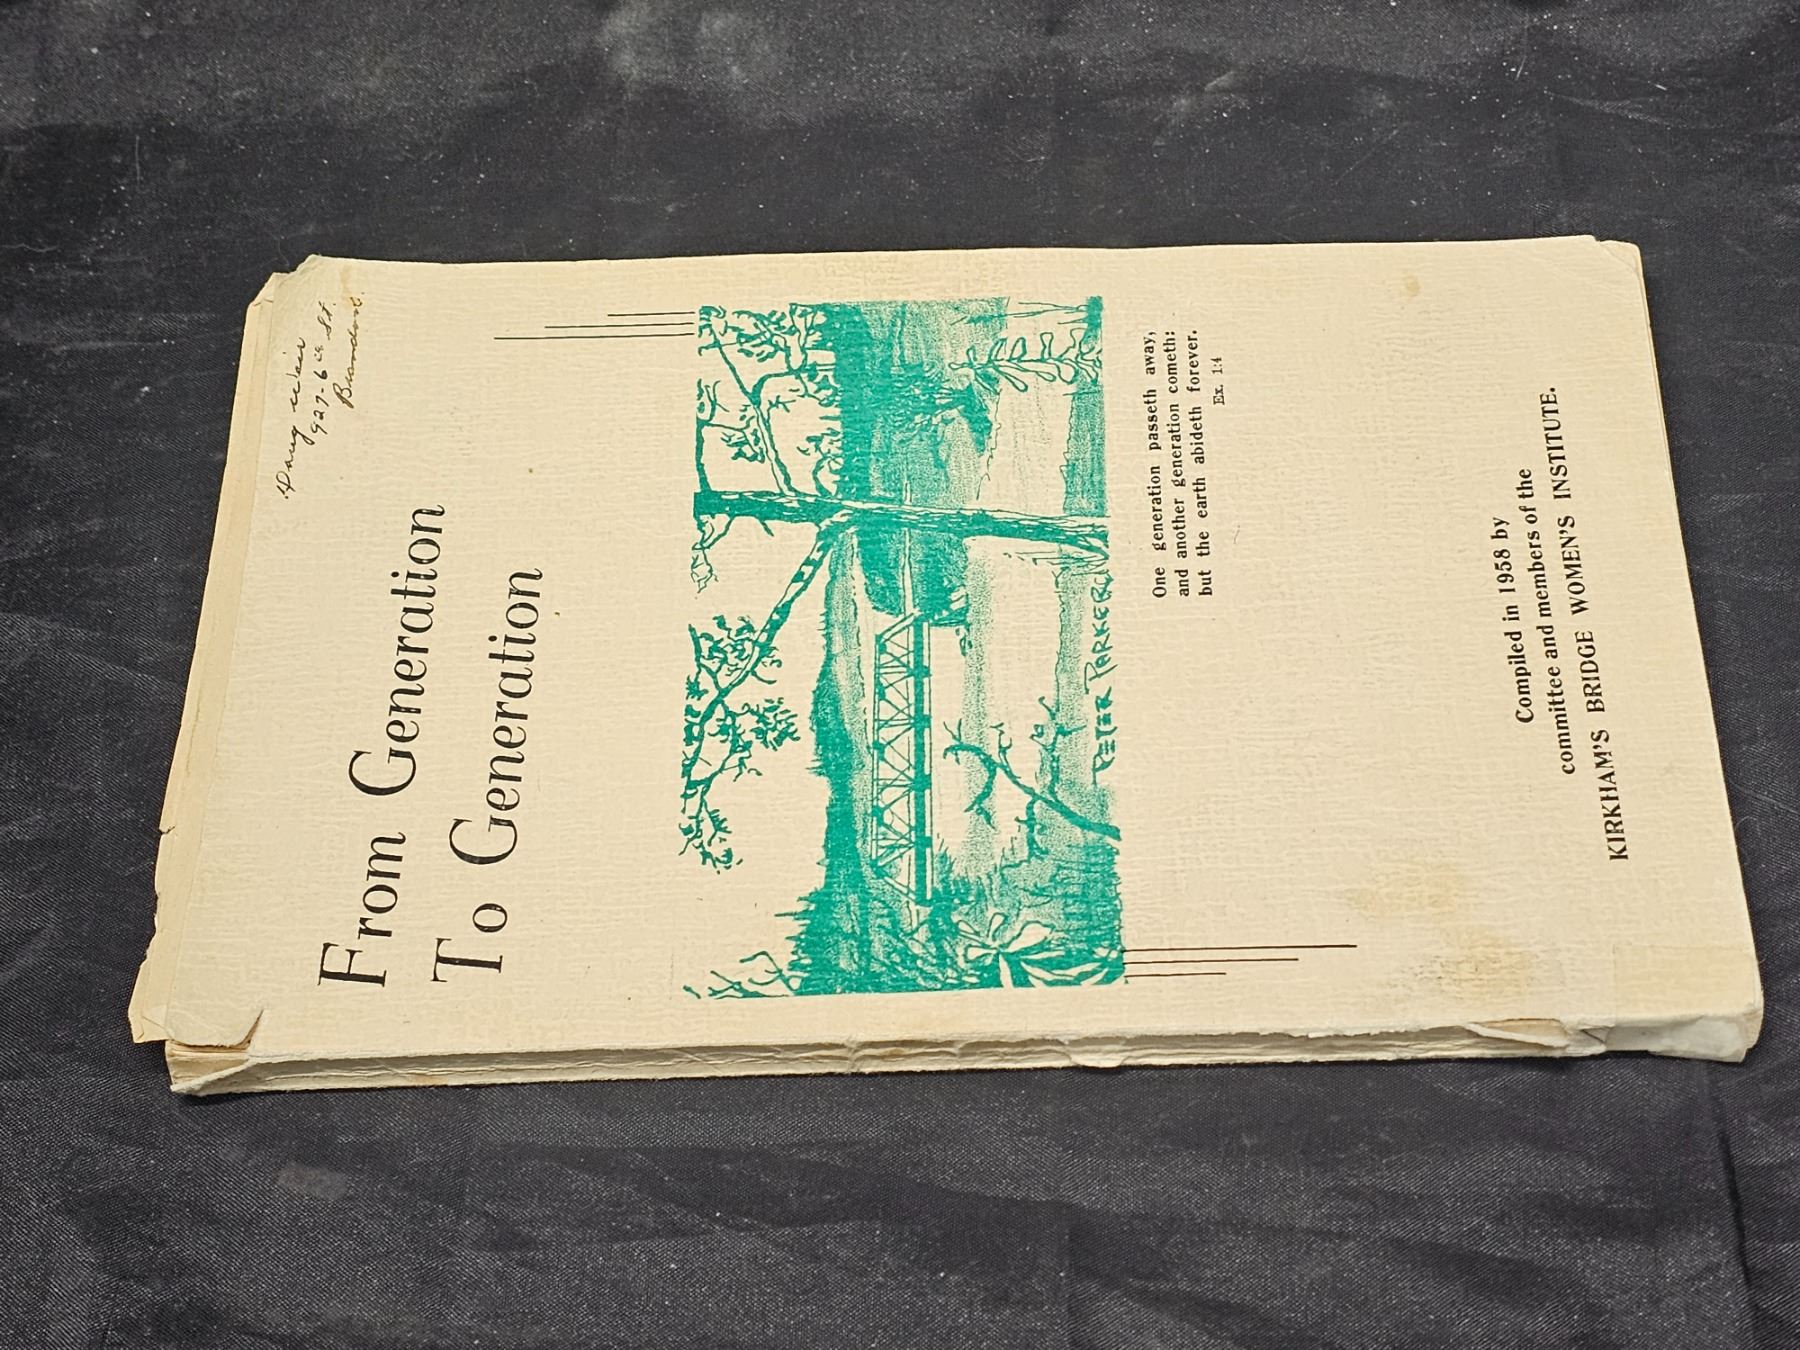 Doug Weir
927-6th St.
Brandon.
From Generation
To Generation
PETER PARKER
One generation passeth away,
and another generation cometh:
but the earth abideth forever.
Ex. 1:4
Compiled in 1958 by
committee and members of the
KIRKHAM'S BRIDGE WOMEN'S INSTITUTE.